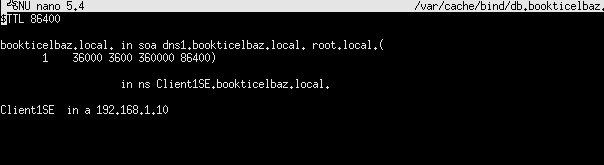 GNU nano 5.4 /var/cache/bind/db.bookticelbaz.
$TTL 86400
bookticelbaz.local. in soa dns1.bookticelbaz.local. root.local.(
1 36000 3600 360000 86400)
in ns Client1SE.bookticelbaz.local.
Client1SE in a 192.168.1.10